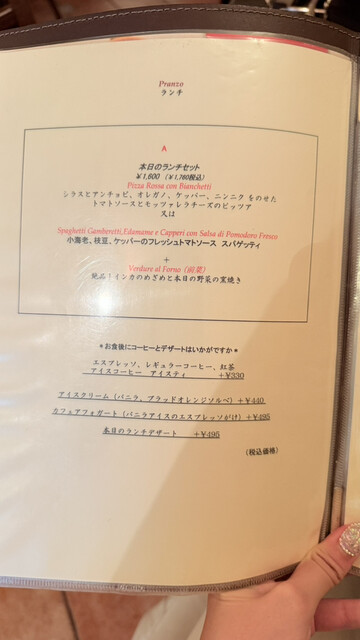 Pranzo
ランチ
A
本日のランチセット
￥1,600 （￥1,760税込）
Pizza Rossa con Bianchetti
シラスとアンチョビ、オレガノ、ケッパー、ニンニク をのせた
トマトソースとモッツァレラチーズのピッツァ
又は
Spaghetti Gamberetti,Edamame e Capperi con Salsa di Pomodoro Fresco
小海老、枝豆、ケッパーのフレッシュトマトソース スパゲッティ
+
Verdure al Forno（前菜）
絶品！インカのめざめと本日の野菜の窯焼き
＊お食後にコーヒーとデザートはいかがですか＊
エスプレッソ、レギュラーコーヒー、紅茶
アイスコーヒー アイスティ +￥330
アイスクリーム（バニラ、ブラッドオレンジソルベ）+￥440
カフェアフォガート（バニラアイスのエスプレッソがけ）+￥495
本日のランチデザート +￥495
（税込価格）